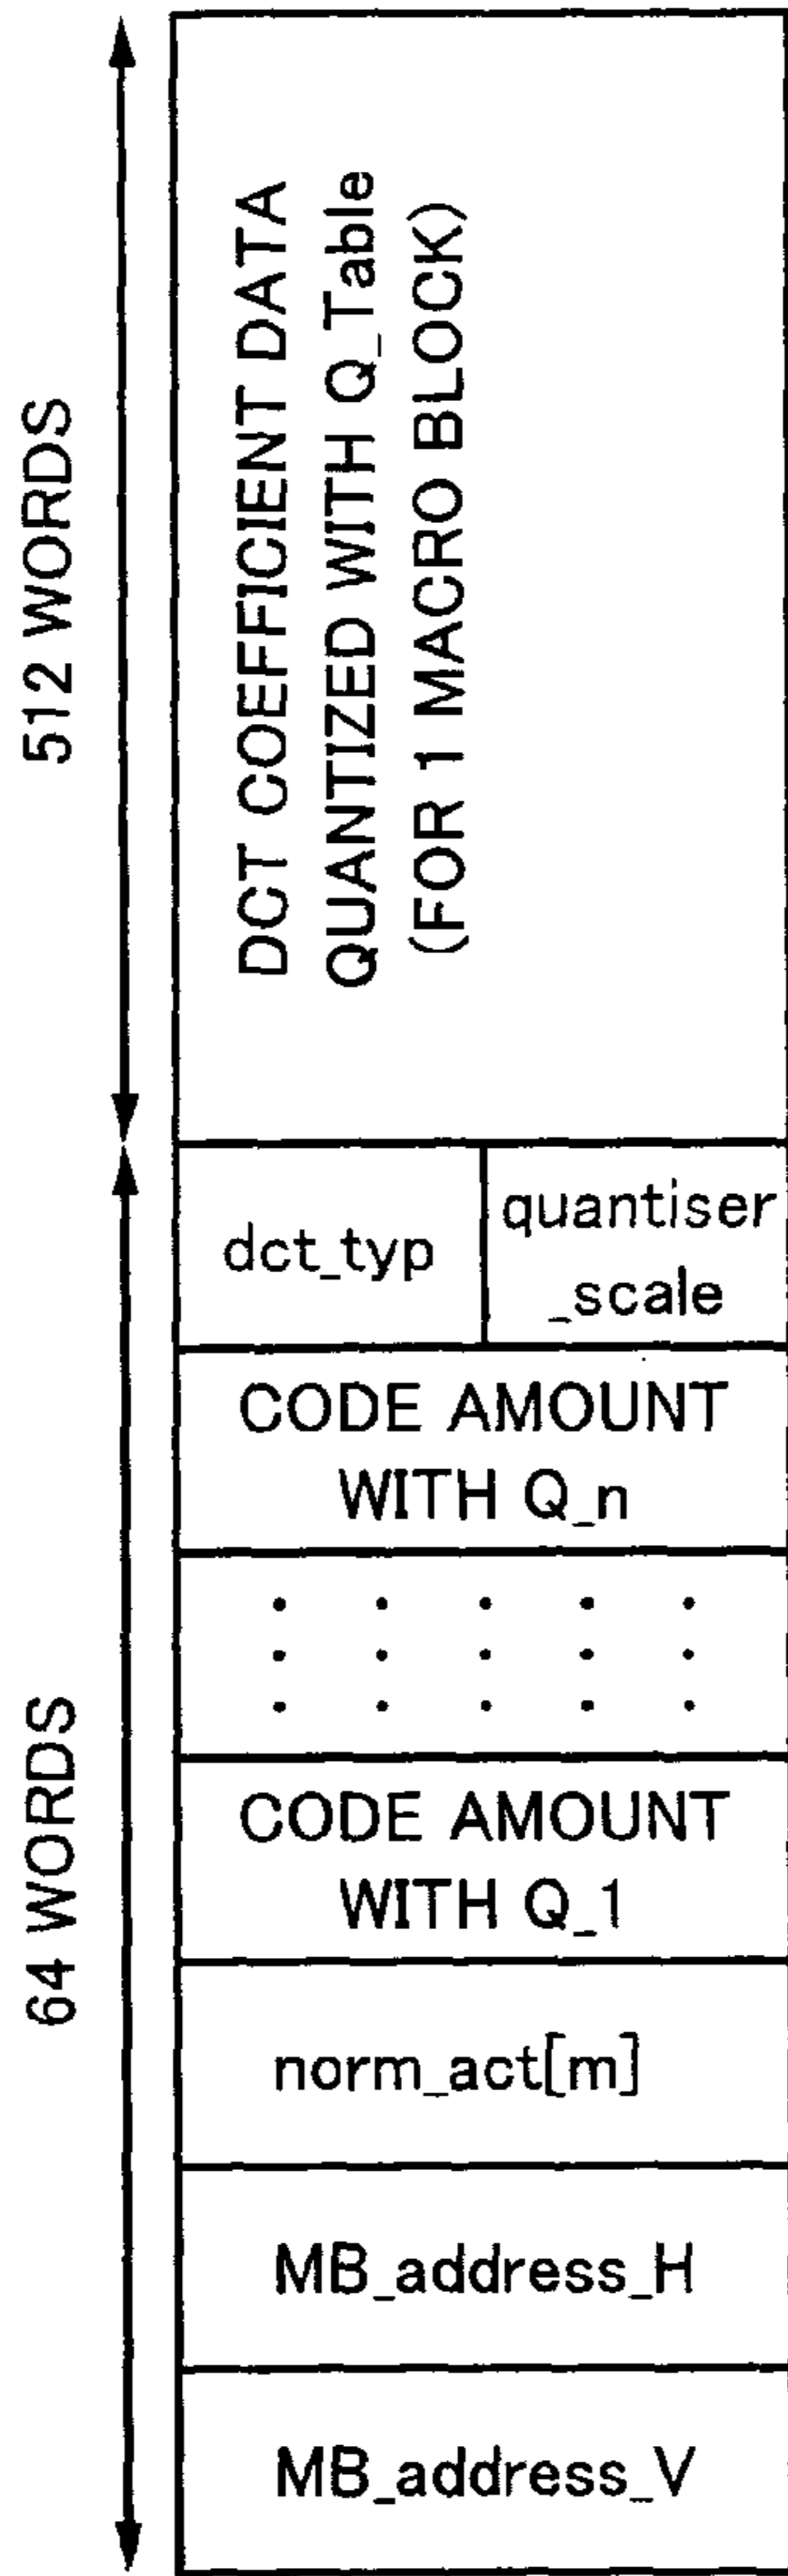 512 WORDS
DCT COEFFICIENT DATA
QUANTIZED WITH Q_Table
(FOR 1 MACRO BLOCK)
64 WORDS
dct_typ
quantiser
_scale
CODE AMOUNT
WITH Q_n
CODE AMOUNT
WITH Q_1
norm_act[m]
MB_address_H
MB_address_V